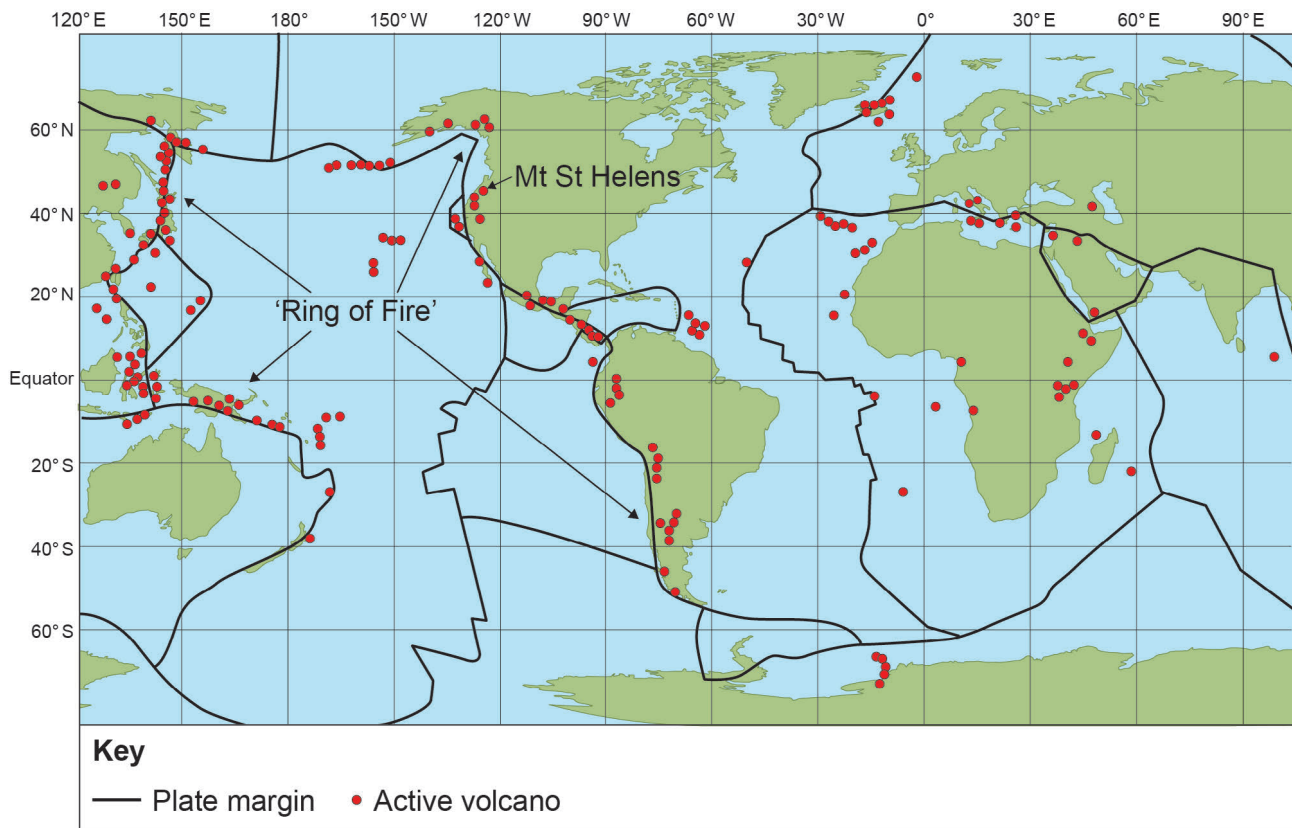 120° E 150° E 180° 150° W 120° W 90° W 60° W 30° W 0° 30° E 60° E 90° E
60° N
Mt St Helens
40° N
20° N
‘Ring of Fire’
Equator
20° S
40° S
60° S
Key
Plate margin Active volcano